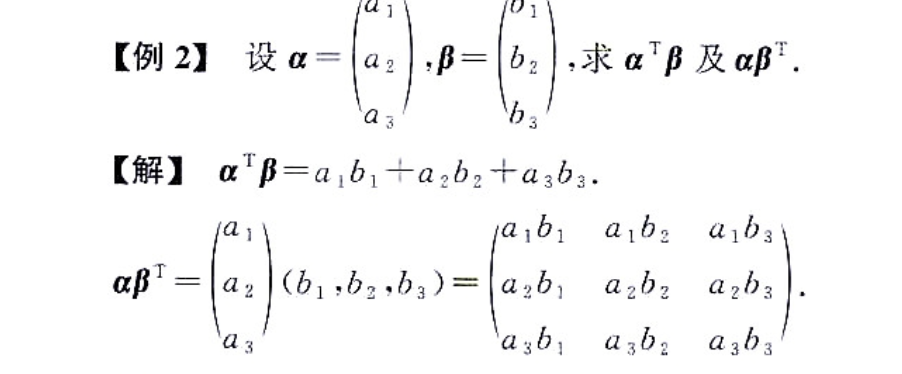 【例 2】 设 α = (a₁ a₂ a₃), β = (b₁ b₂ b₃), 求 αᵀβ 及 αβᵀ.
【解】 αᵀβ = a₁b₁ + a₂b₂ + a₃b₃.
αβᵀ = (a₁ a₂ a₃) (b₁, b₂, b₃) = (a₁b₁ a₁b₂ a₁b₃ a₂b₁ a₂b₂ a₂b₃ a₃b₁ a₃b₂ a₃b₃).